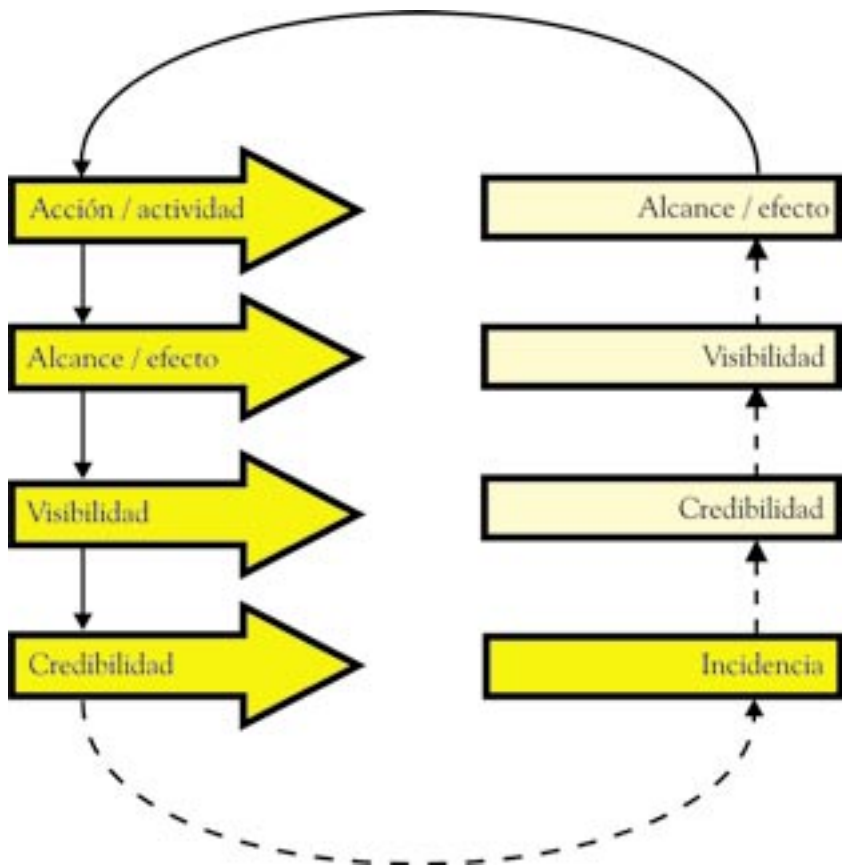 Acción / actividad
Alcance / efecto
Visibilidad
Credibilidad
Alcance / efecto
Visibilidad
Credibilidad
Incidencia